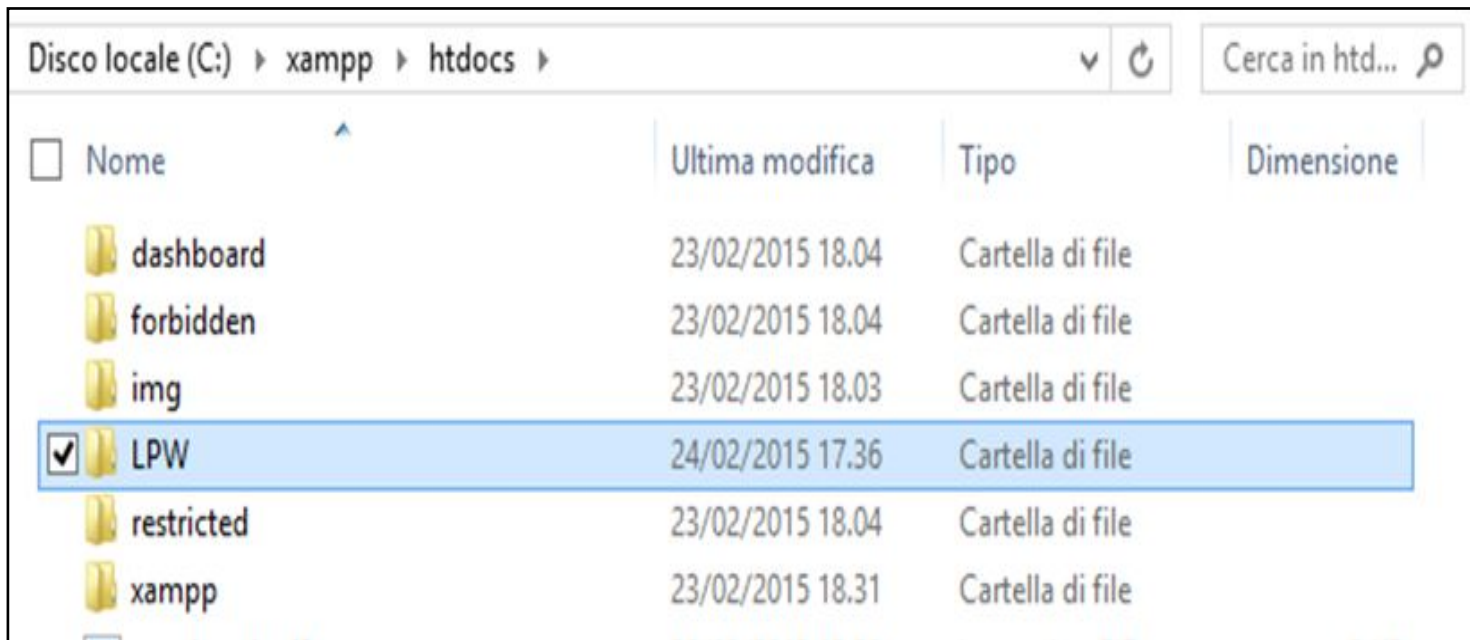 Disco locale (C:) xampp htdocs Cerca in htd...
Nome Ultima modifica Tipo Dimensione
dashboard 23/02/2015 18.04 Cartella di file
forbidden 23/02/2015 18.04 Cartella di file
img 23/02/2015 18.03 Cartella di file
LPW 24/02/2015 17.36 Cartella di file
restricted 23/02/2015 18.04 Cartella di file
xampp 23/02/2015 18.31 Cartella di file